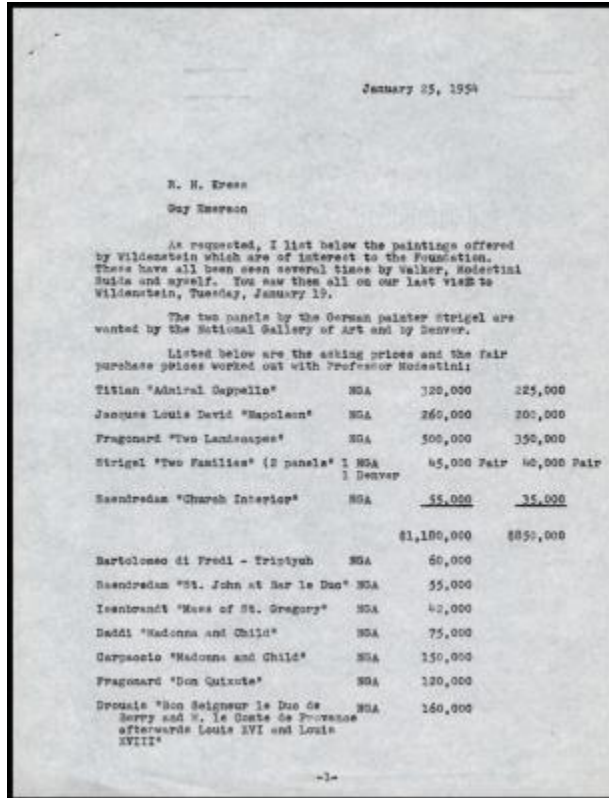 January 25, 1954
R. H. Kress
Guy Emerson
As requested, I list below the paintings offered
by Wildenstein which are of interest to the Foundation.
These have all been seen several times by Walker, Modestini
Suida and myself. You saw them all on our last visit to
Wildenstein, Tuesday, January 19.
The two panels by the German painter Strigel are
wanted by the National Gallery of Art and by Denver.
Listed below are the asking prices and the fair
purchase prices worked out with Professor Modestini:
Titian "Admiral Cappello" NGA 320,000 225,000
Jacques Louis David "Napoleon" NGA 260,000 200,000
Fragonard "Two Landscapes" NGA 500,000 350,000
Strigel "Two Families" (2 panels" 1 NGA 45,000 Pair 40,000 Pair
1 Denver
Saendredam "Church Interior" NGA 55,000 35,000
$1,180,000 $850,000
Bartolomeo di Fredi - Triptych NGA 60,000
Saendredam "St. John at Bar le Duc" NGA 55,000
Isenbrandt "Mass of St. Gregory" NGA 42,000
Daddi "Madonna and Child" NGA 75,000
Carpaccio "Madonna and Child" NGA 150,000
Fragonard "Don Quixote" NGA 120,000
Drouais "Bon Seigneur le Duc de NGA 160,000
Berry and M. le Comte de Provence
afterwards Louis XVI and Louis
XVIII"
-1-